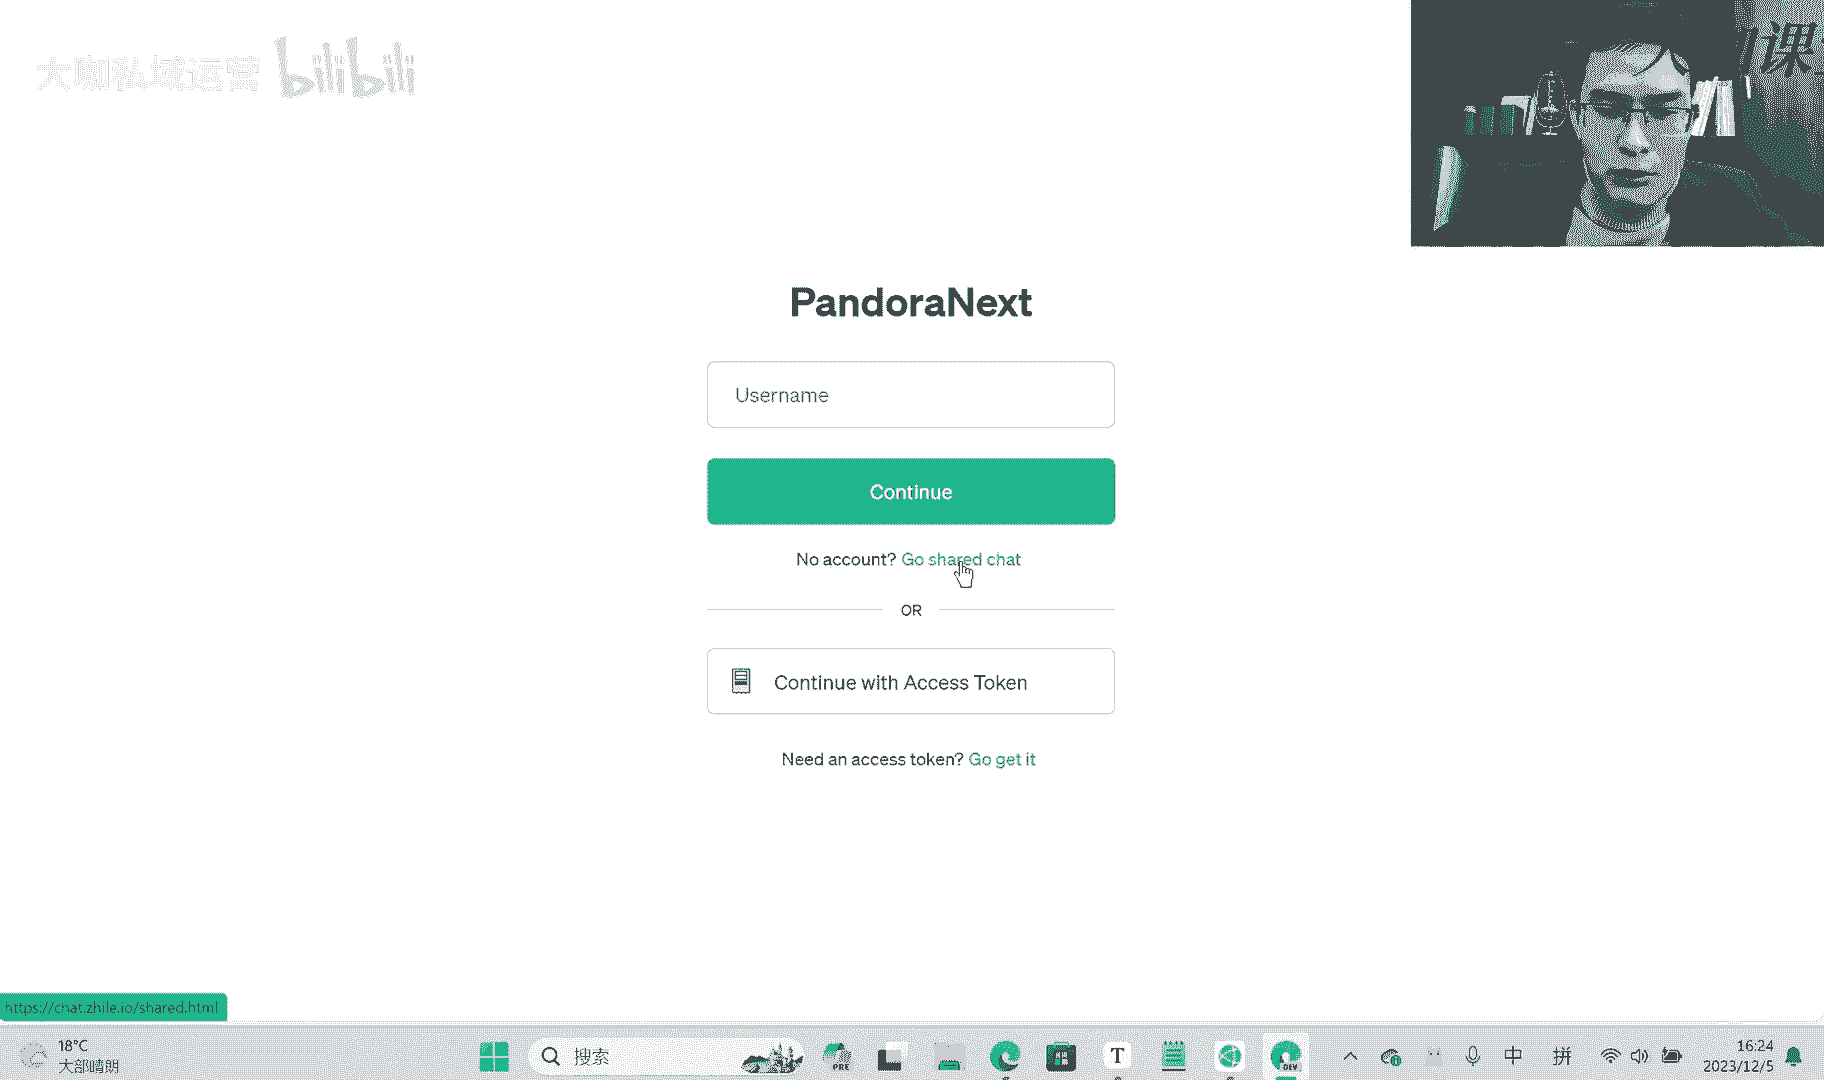 大咖私域运营 bilibili
课
PandoraNext
Username
Continue
No account? Go shared chat
OR
Continue with Access Token
Need an access token? Go get it
https://chat.zhile.io/shared.html
18°C
大部晴朗
搜索
PRE
T
DEV
中
拼
16:24
2023/12/5